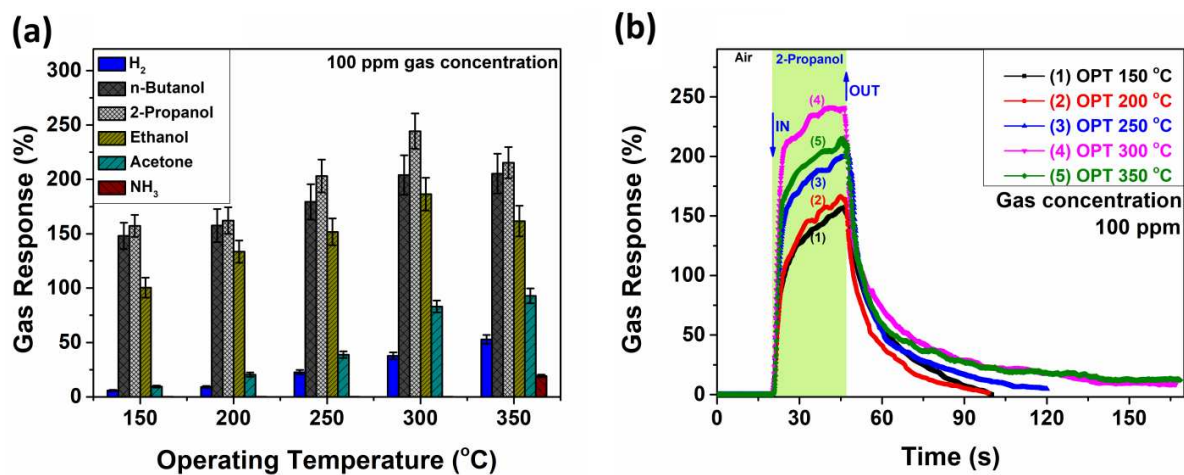 (a)
100 ppm gas concentration
H2
n-Butanol
2-Propanol
Ethanol
Acetone
NH3
300
250
200
150
100
50
0
Gas Response (%)
150 200 250 300 350
Operating Temperature (°C)
(b)
Air 2-Propanol
OUT
IN
(4)
(5)
(3)
(2)
(1)
(1) OPT 150 °C
(2) OPT 200 °C
(3) OPT 250 °C
(4) OPT 300 °C
(5) OPT 350 °C
Gas concentration
100 ppm
250
200
150
100
50
0
Gas Response (%)
0 30 60 90 120 150
Time (s)